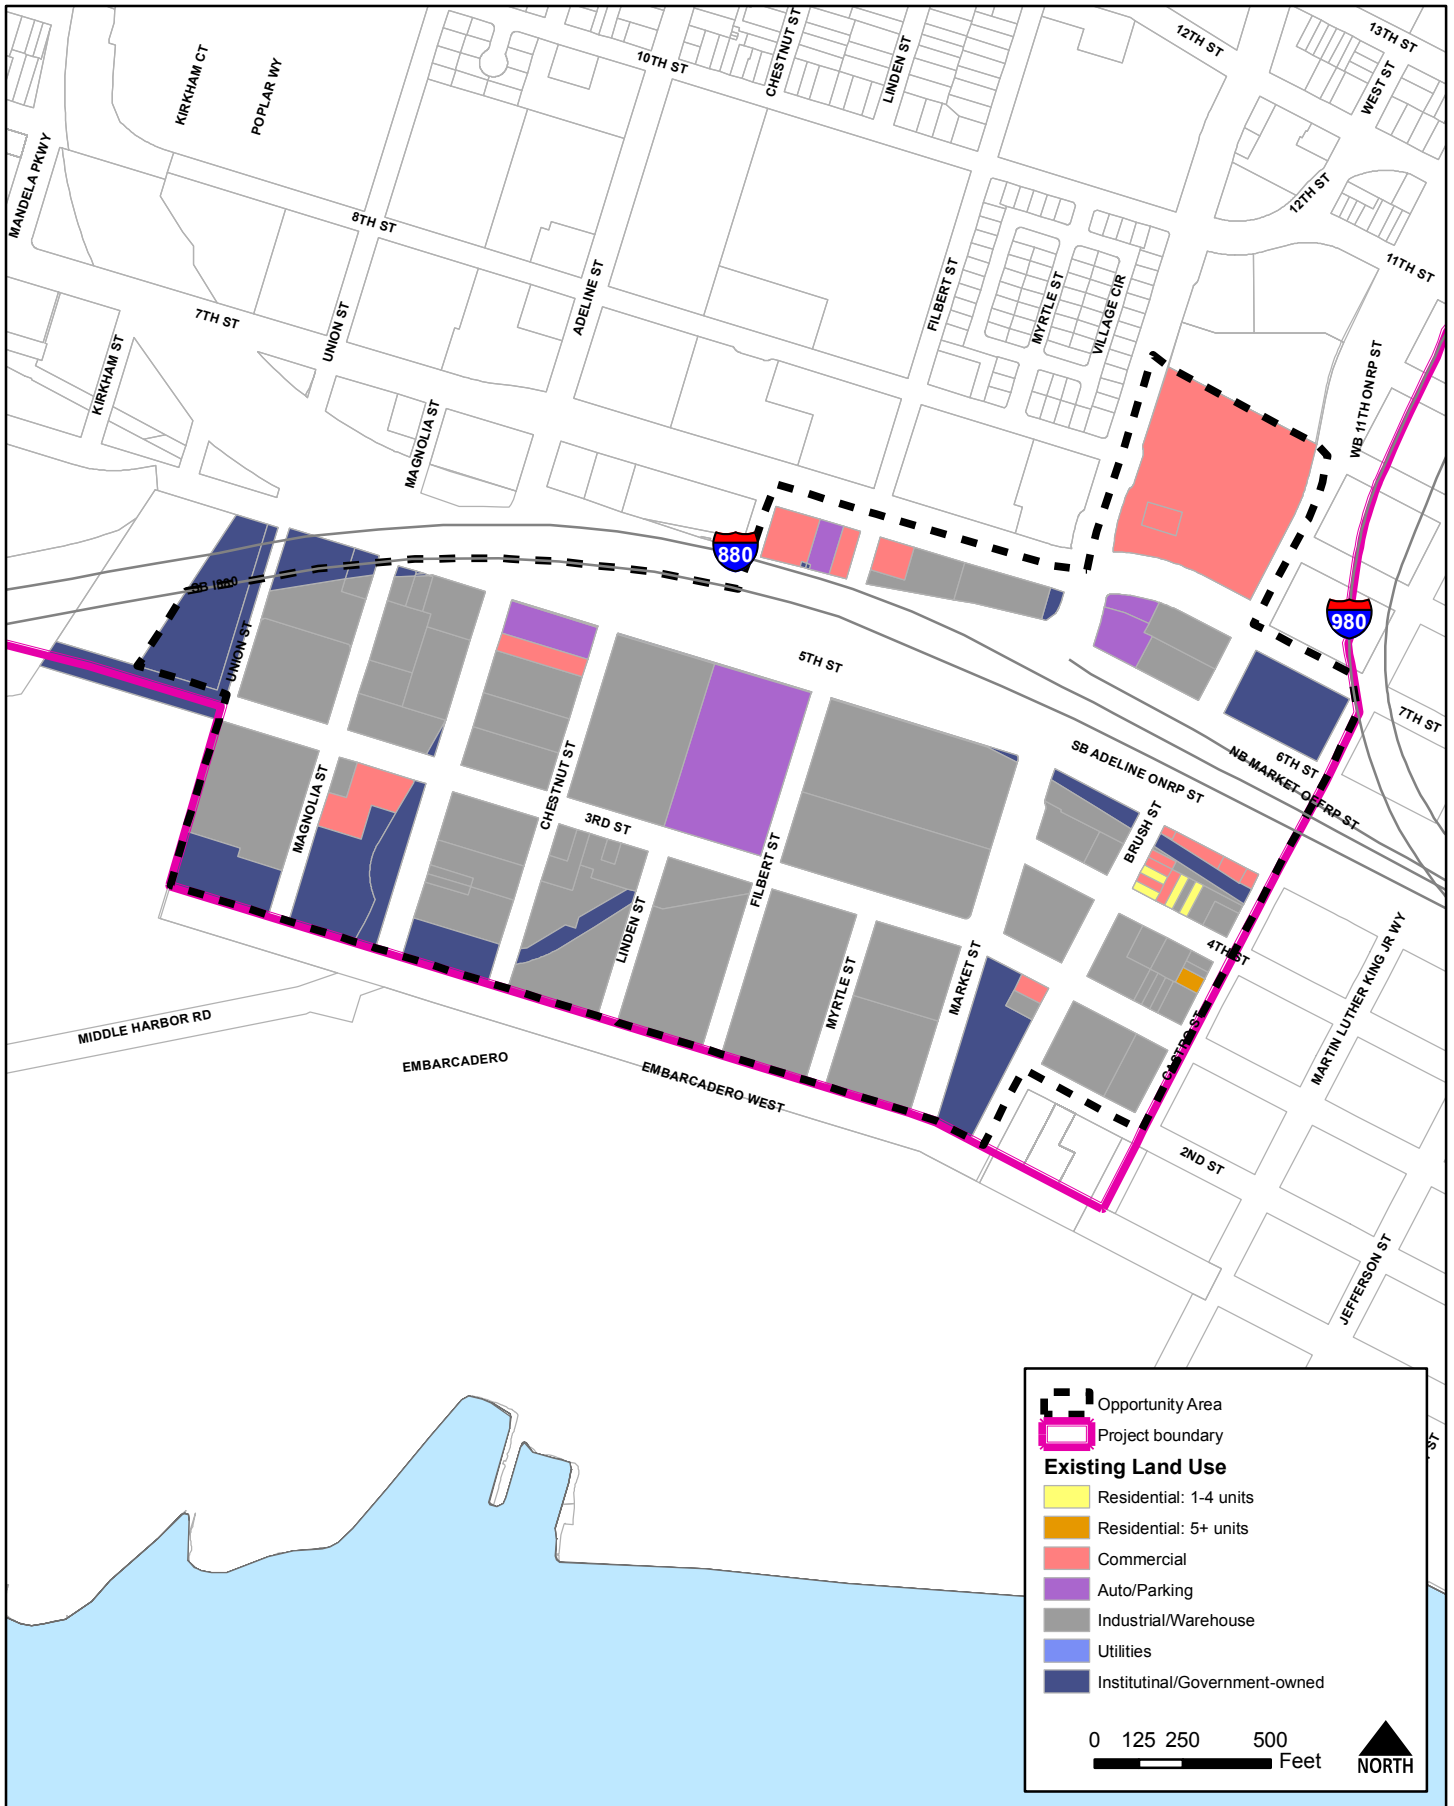 13TH ST
12TH ST
KIRKHAM CT
POPLAR WY
10TH ST
CHESTNUT ST
LINDEN ST
WEST ST
MANDELA PKWY
12TH ST
8TH ST
11TH ST
7TH ST
UNION ST
ADELINE ST
FILBERT ST
MYRTLE ST
VILLAGE CIR
KIRKHAM ST
MAGNOLIA ST
WB 11TH ONRP ST
880
980
UNION ST
5TH ST
7TH ST
6TH ST
SB ADELINE ONRP ST
NB MARKET OFFRP ST
MAGNOLIA ST
CHESTNUT ST
3RD ST
FILBERT ST
BRUSH ST
LINDEN ST
MYRTLE ST
MARKET ST
4TH ST
CASTRO ST
MARTIN LUTHER KING JR WY
MIDDLE HARBOR RD
EMBARCADERO
EMBARCADERO WEST
2ND ST
JEFFERSON ST
ST
Opportunity Area
Project boundary
Existing Land Use
Residential: 1-4 units
Residential: 5+ units
Commercial
Auto/Parking
Industrial/Warehouse
Utilities
Institutinal/Government-owned
0 125 250 500
Feet
NORTH